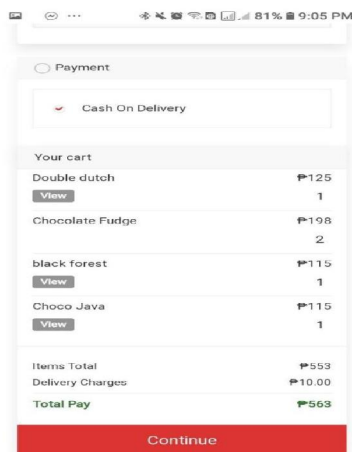 81% 9:05 PM
Payment
Cash On Delivery
Your cart
Double dutch ₱125
View 1
Chocolate Fudge ₱198
2
black forest ₱115
View 1
Choco Java ₱115
View 1
Items Total ₱553
Delivery Charges ₱10.00
Total Pay ₱563
Continue